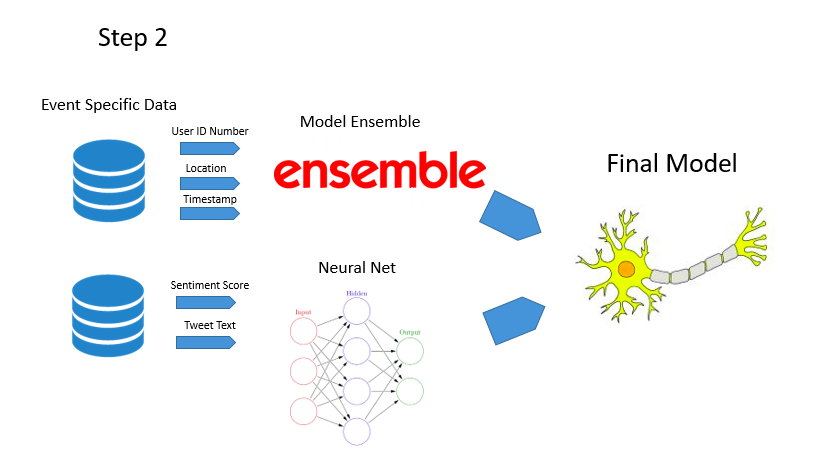 Step 2
Event Specific Data
User ID Number
Location
Timestamp
Model Ensemble
ensemble
Final Model
Sentiment Score
Tweet Text
Neural Net
Input
Hidden
Output